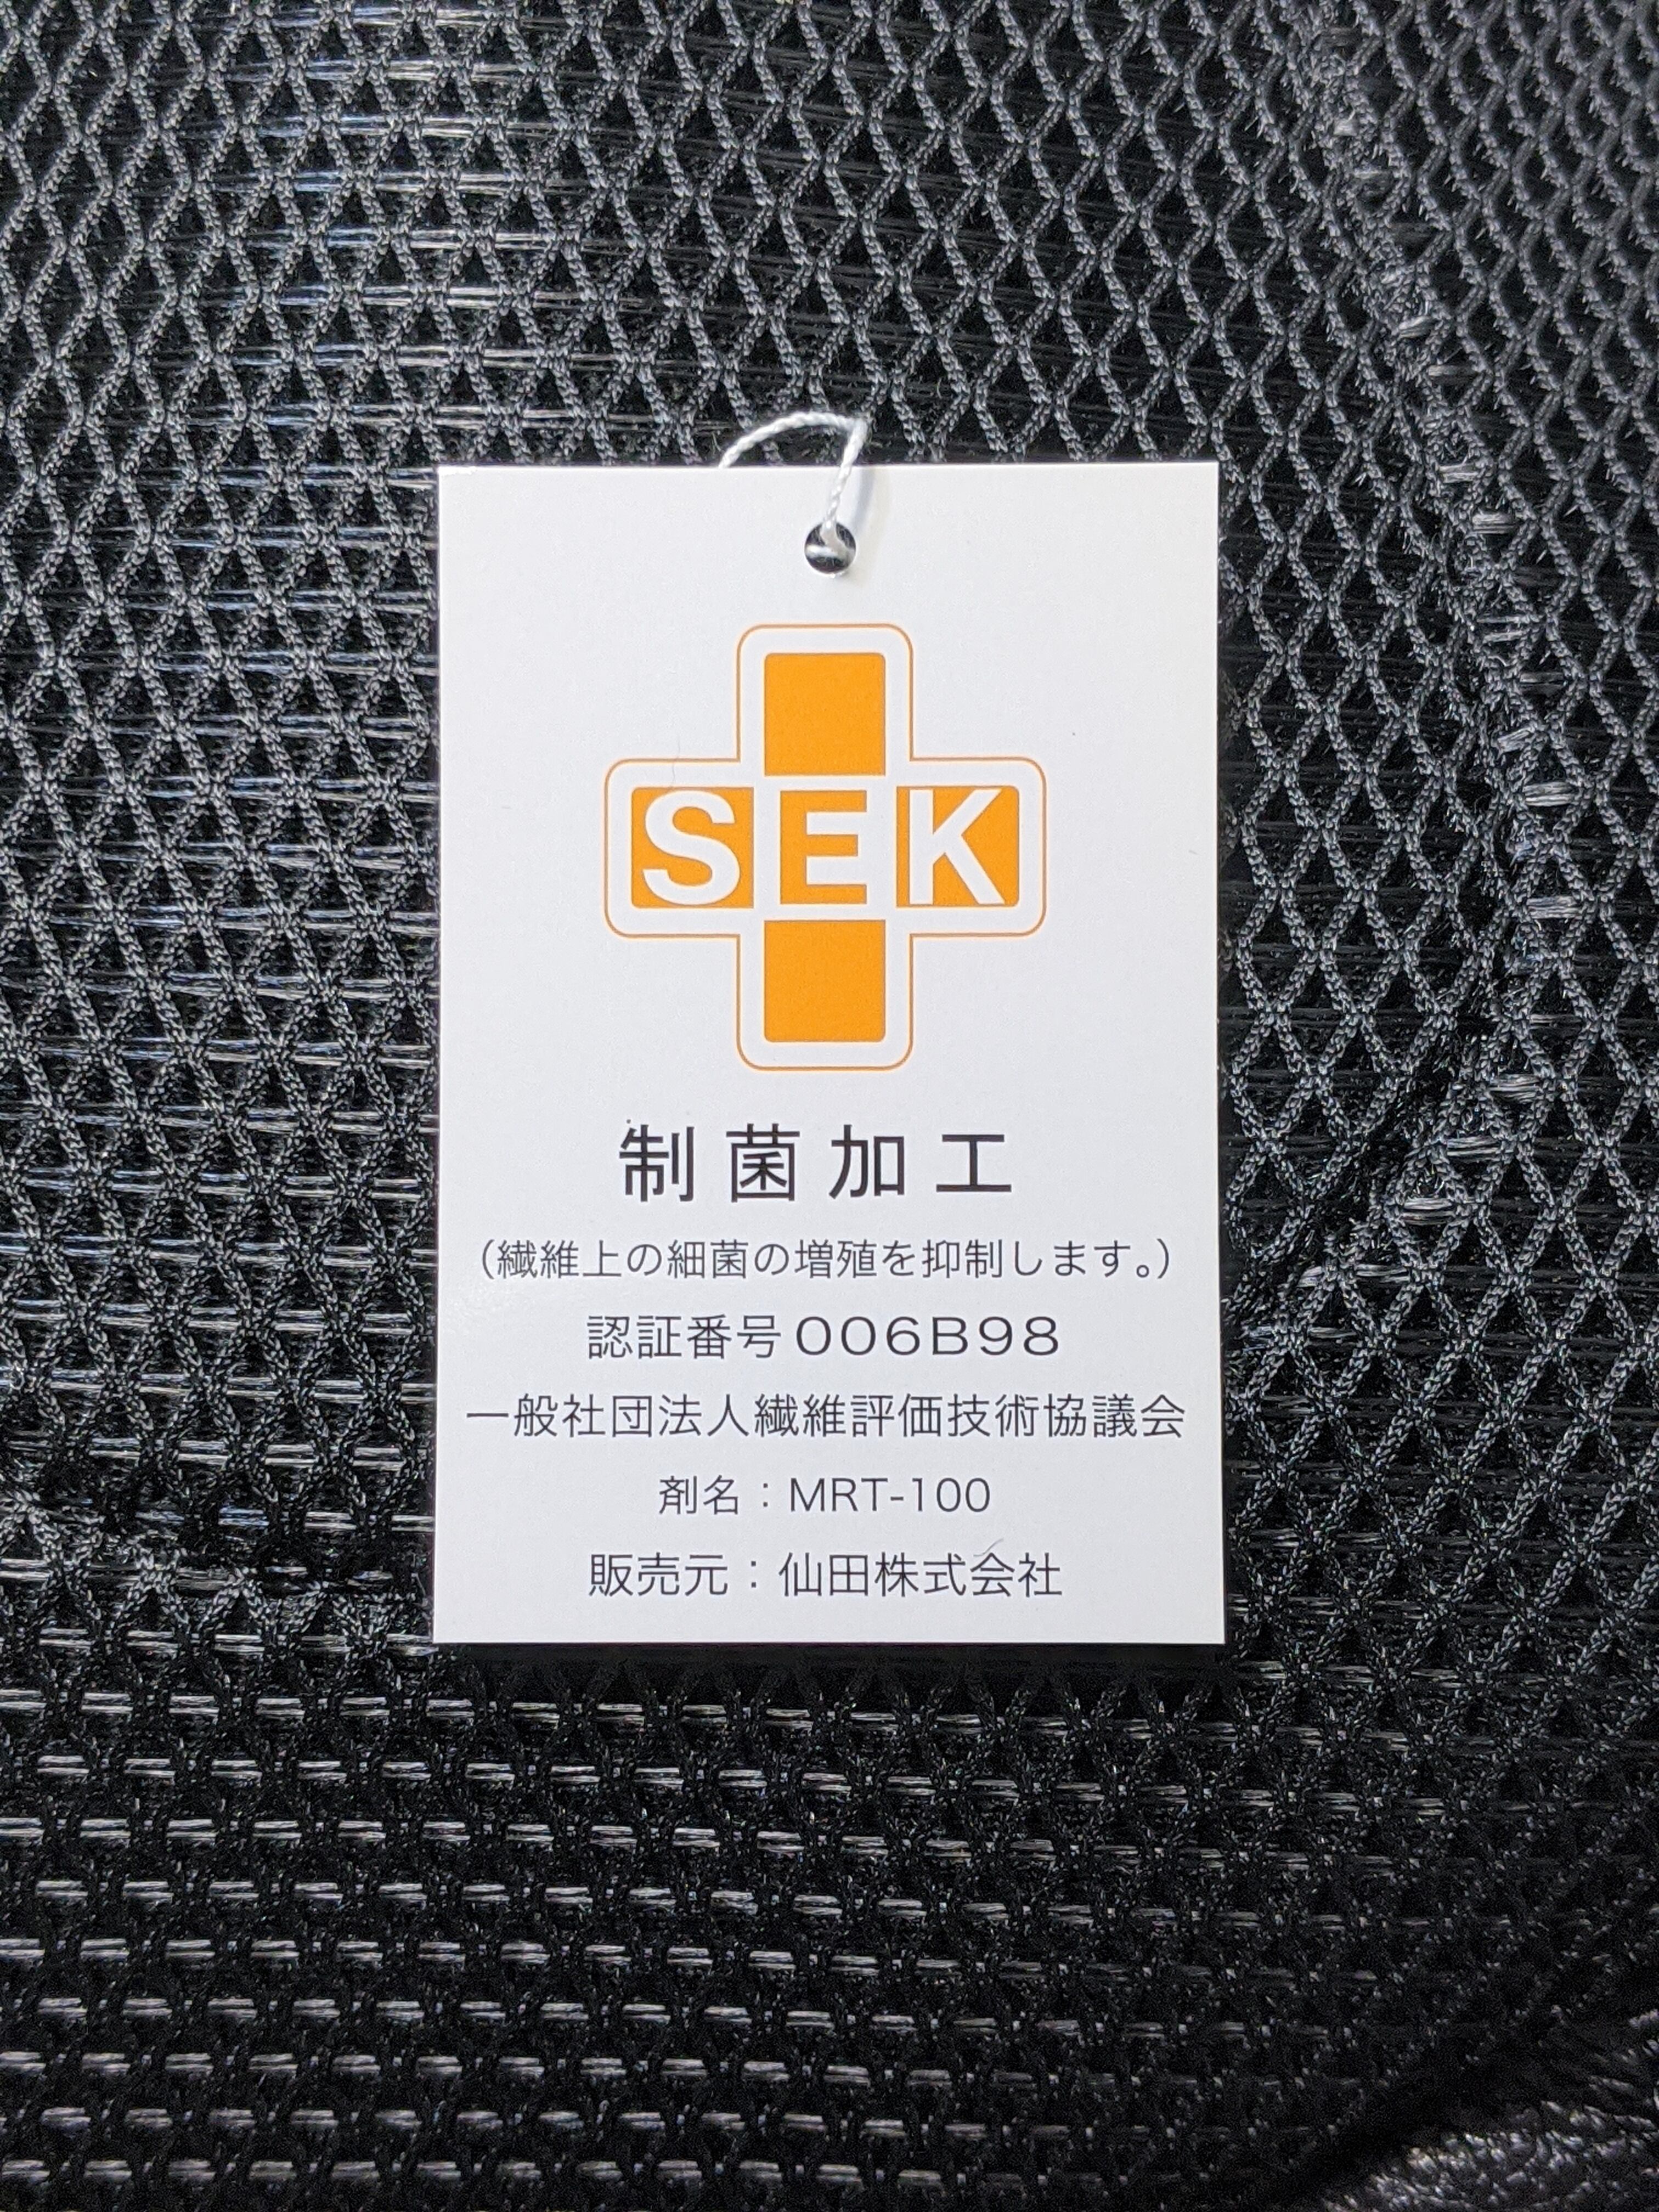 SEK
制菌加工
（繊維上の細菌の増殖を抑制します。）
認証番号006B98
一般社団法人繊維評価技術協議会
剤名：MRT-100
販売元：仙田株式会社